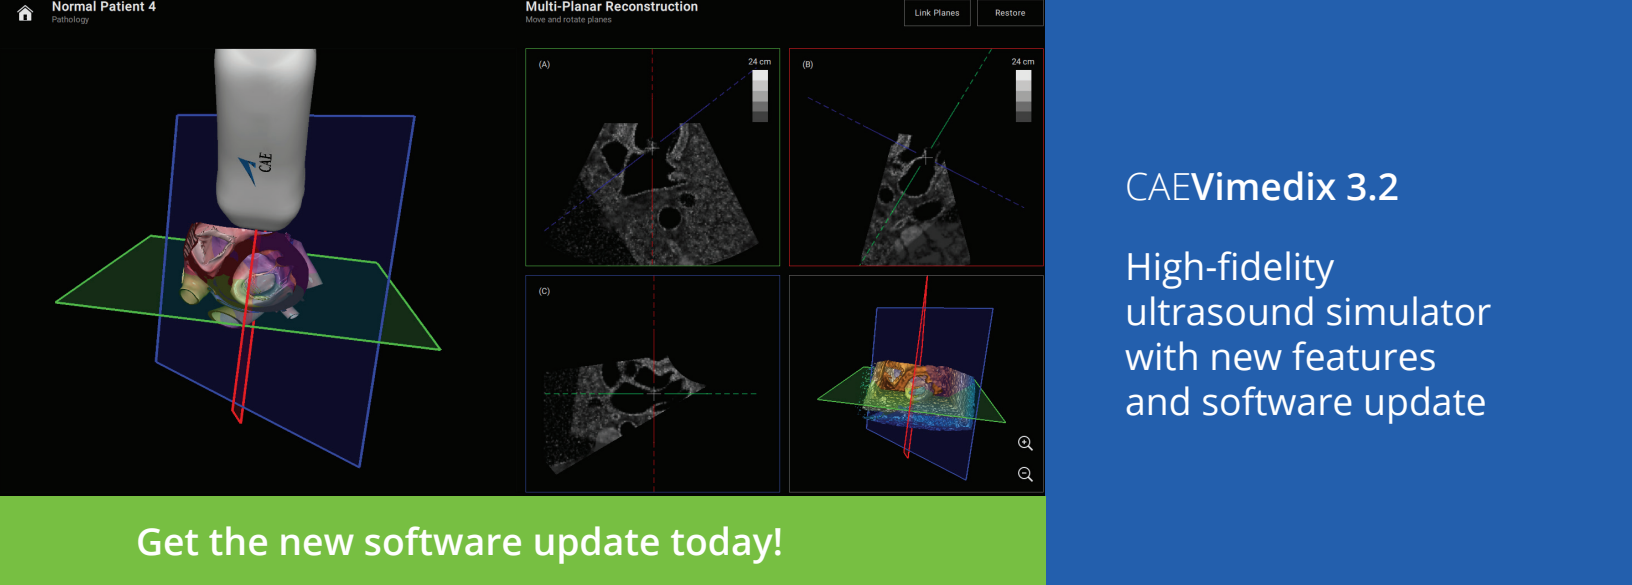 Normal Patient 4
Pathology
Multi-Planar Reconstruction
Move and rotate planes
Link Planes
Restore
CAE
(A)
24 cm
(B)
24 cm
(C)
CAEVimedix 3.2
High-fidelity
ultrasound simulator
with new features
and software update
Get the new software update today!